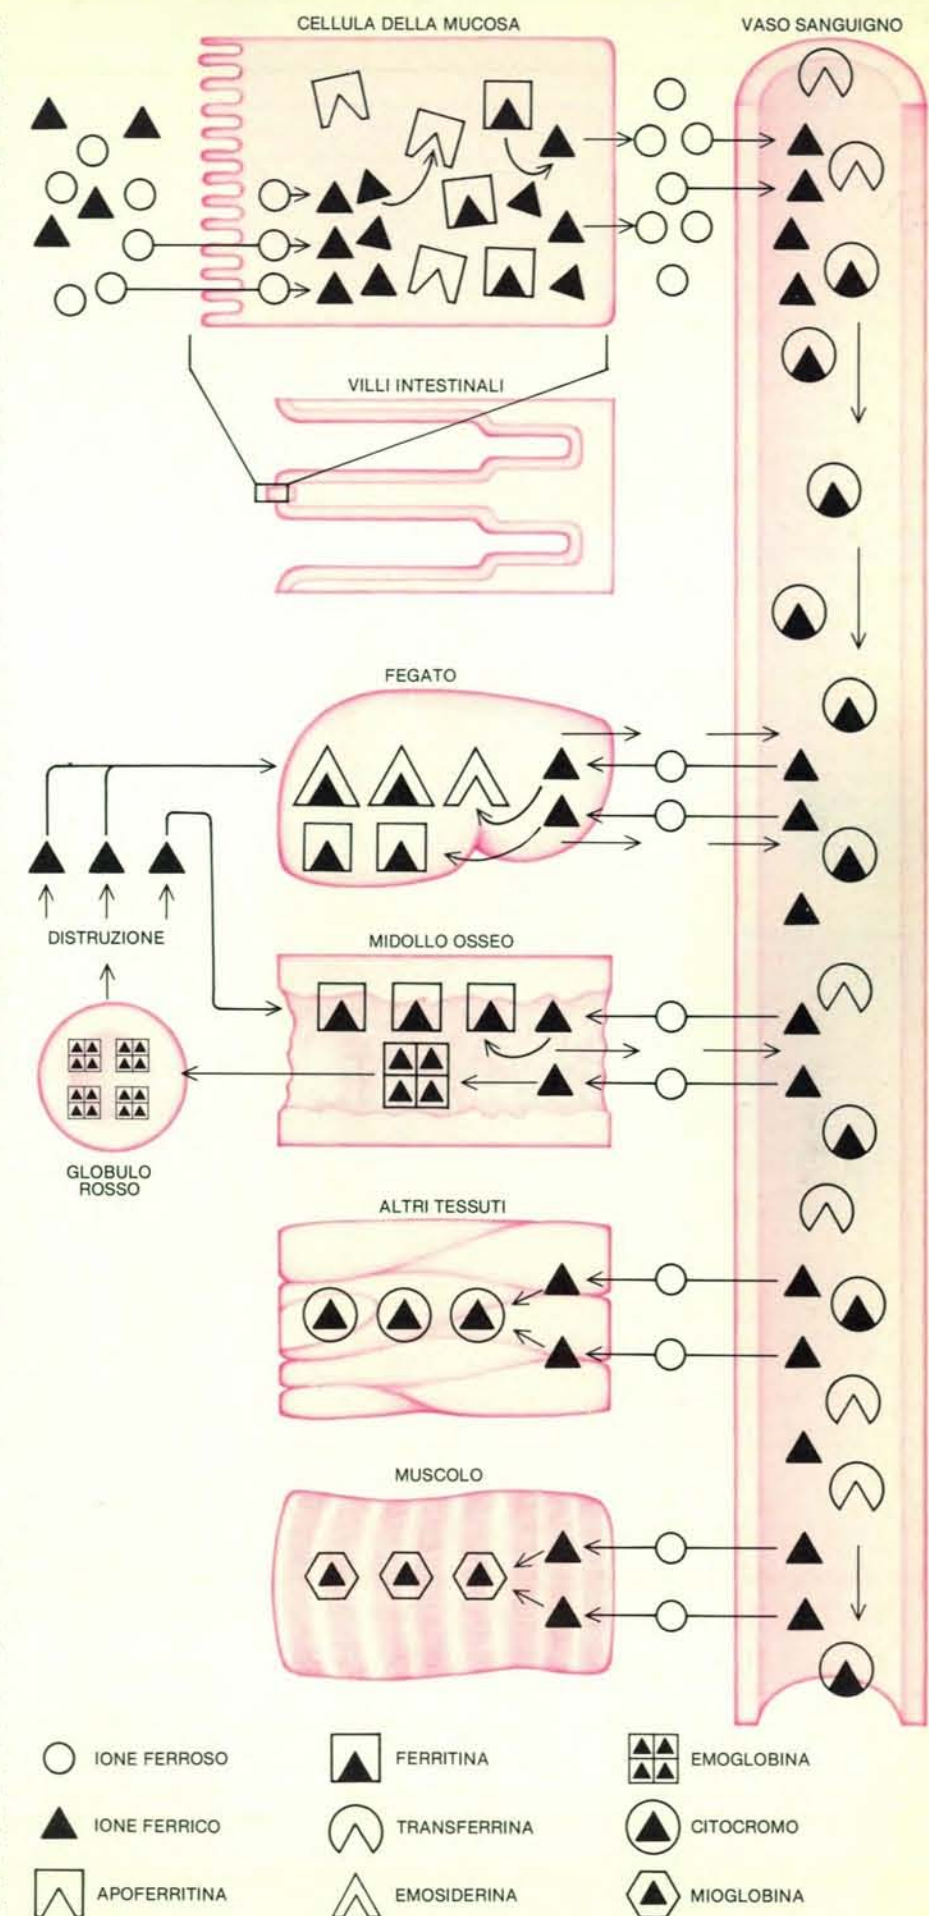 CELLULA DELLA MUCOSA
VASO SANGUIGNO
VILLI INTESTINALI
FEGATO
DISTRUZIONE
MIDOLLO OSSEO
GLOBULO
ROSSO
ALTRI TESSUTI
MUSCOLO
IONE FERROSO
FERRITINA
EMOGLOBINA
IONE FERRICO
TRANSFERRINA
CITOCROMO
APOFERRITINA
EMOSIDERINA
MIOGLOBINA